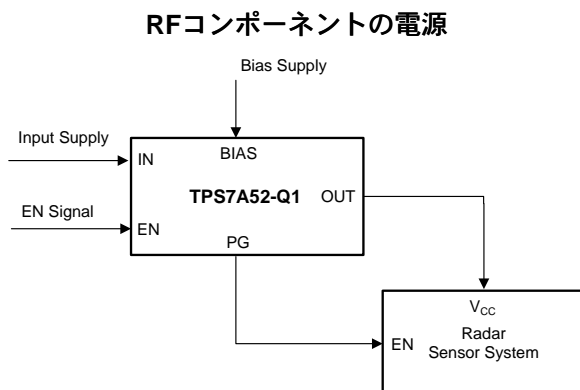 RFコンポーネントの電源
Bias Supply
Input Supply
IN
BIAS
TPS7A52-Q1
OUT
EN Signal
EN
PG
VCC
EN
Radar
Sensor System